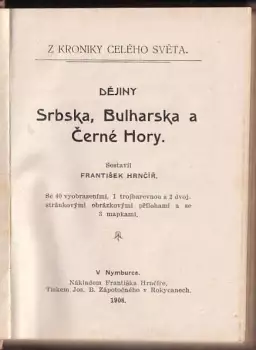 Z KRONIKY CELÉHO SVĚTA.
DĚJINY
Srbska, Bulharska a
Černé Hory.
Sestavil
FRANTIŠEK HRNČÍŘ.
Se 40 vyobrazeními, 1 trojbarevnou a 2 dvoj-
stránkovými obrázkovými přílohami a se
3 mapkami.
V Nymburce.
Nákladem Františka Hrnčíře.
Tiskem Jos. B. Zápotočného v Rokycanech.